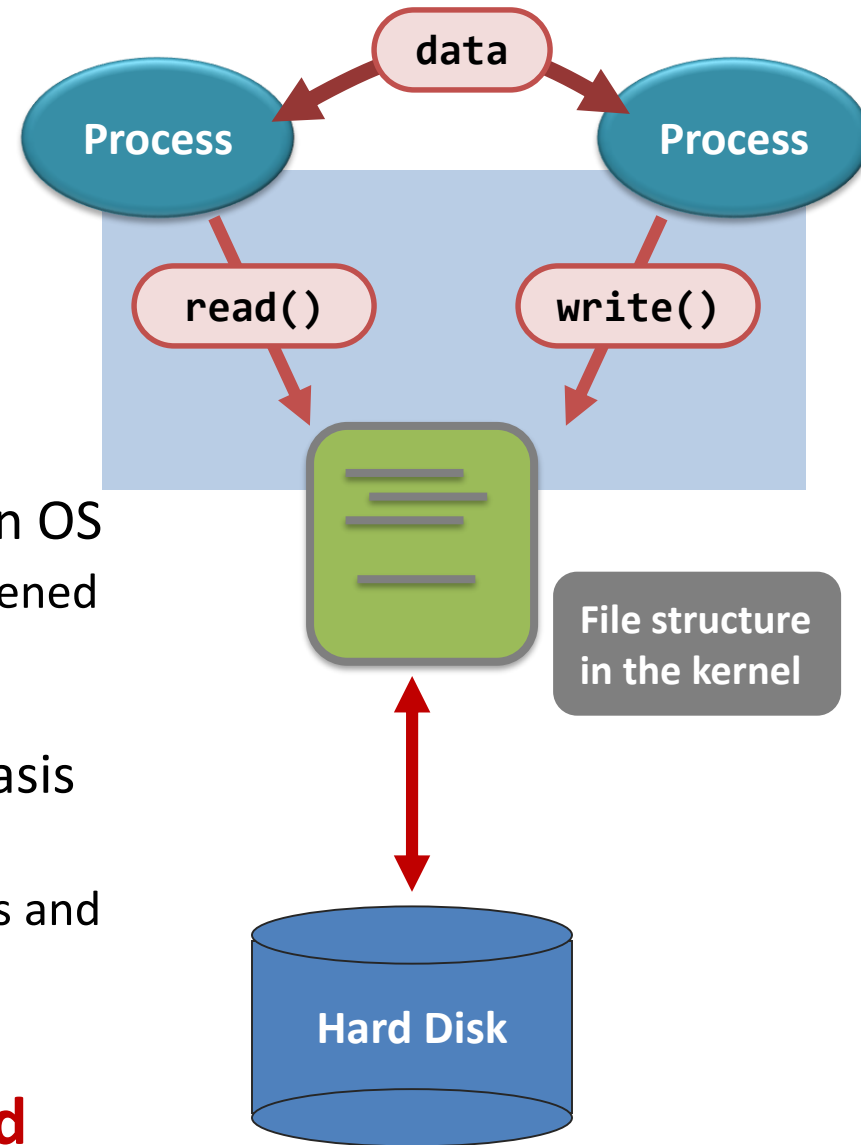 data
Process
Process
read()
write()
n OS
ened
File structure
in the kernel
asis
s and
Hard Disk
d